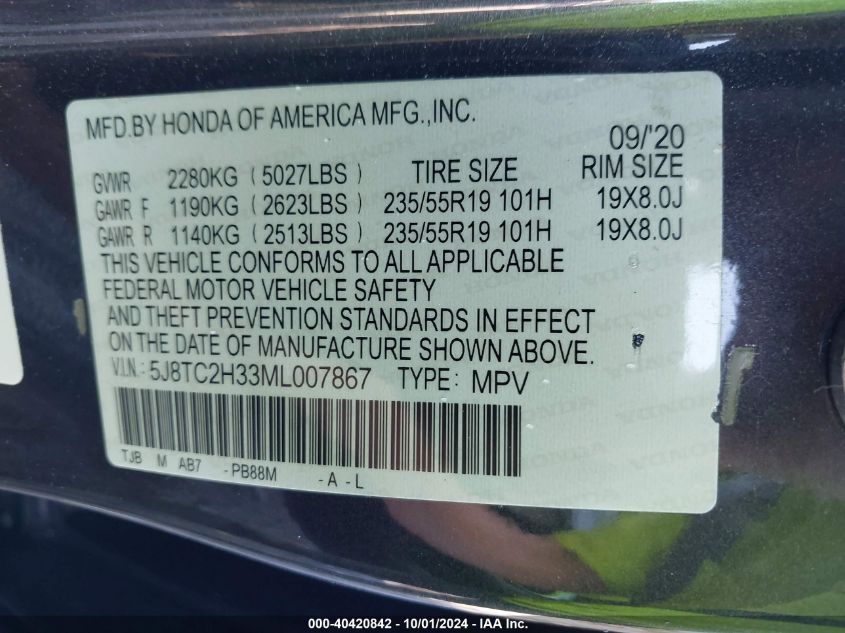 MFD.BY HONDA OF AMERICA MFG.,INC.
09/'20
GVWR 2280KG (5027LBS) TIRE SIZE RIM SIZE
GAWR F 1190KG (2623LBS) 235/55R19 101H 19X8.0J
GAWR R 1140KG (2513LBS) 235/55R19 101H 19X8.0J
THIS VEHICLE CONFORMS TO ALL APPLICABLE
FEDERAL MOTOR VEHICLE SAFETY
AND THEFT PREVENTION STANDARDS IN EFFECT
ON THE DATE OF MANUFACTURE SHOWN ABOVE.
V.I.N.: 5J8TC2H33ML007867 TYPE: MPV
TJB M AB7 -PB88M -A -L
000-40420842 - 10/01/2024 - IAA Inc.